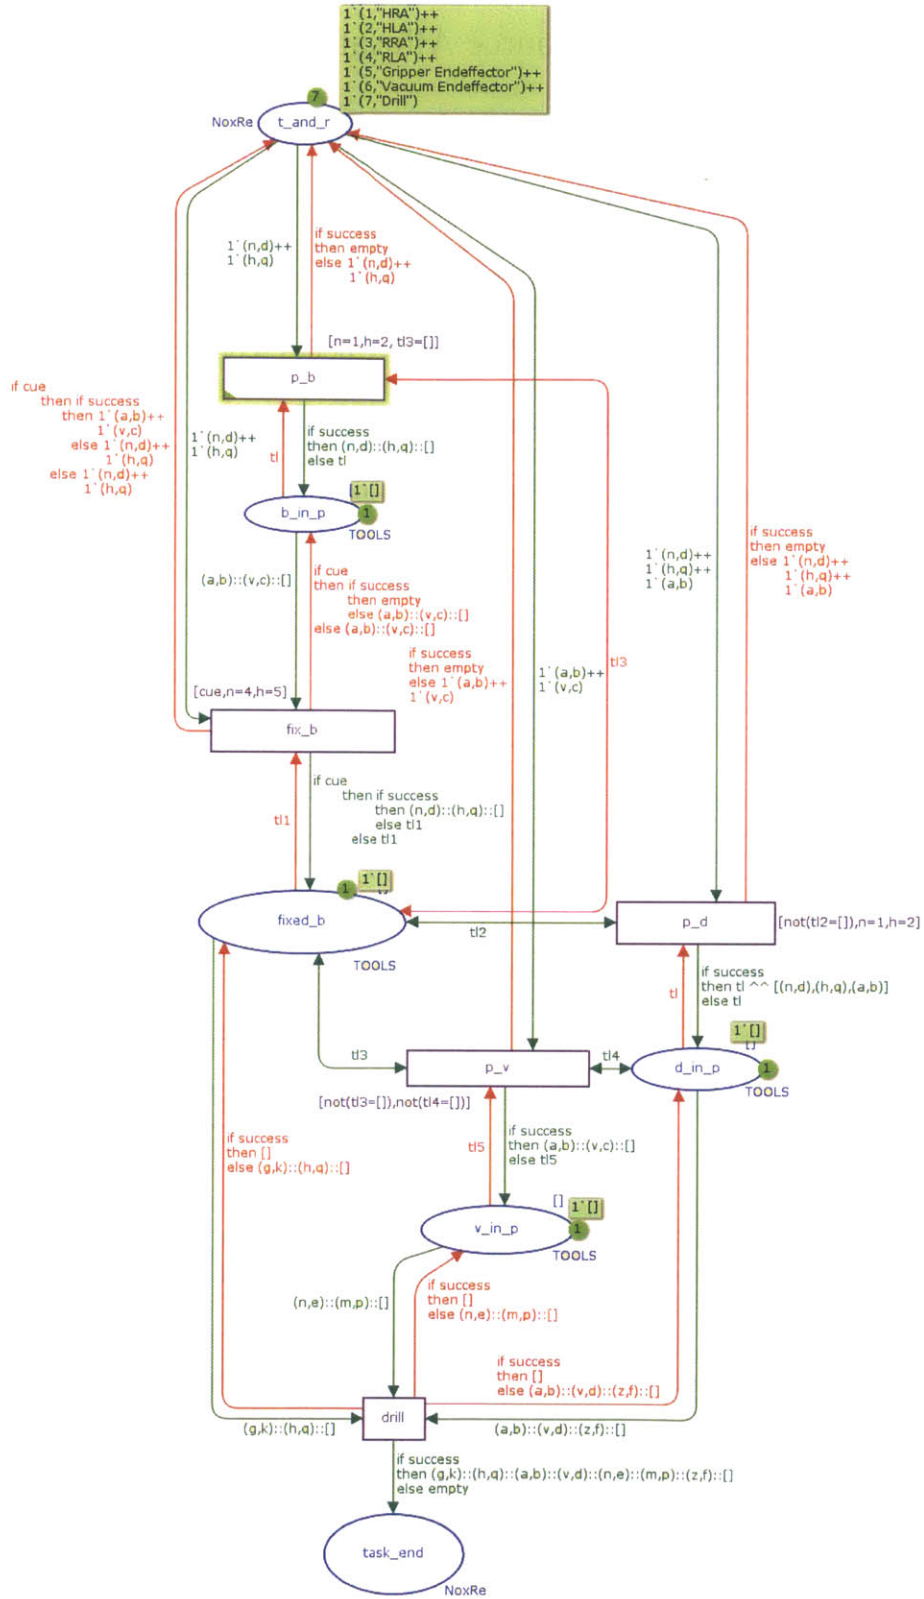 1`(1,"HRA")++
1`(2,"HLA")++
1`(3,"RRA")++
1`(4,"RLA")++
1`(5,"Gripper Endeffector")++
1`(6,"Vacuum Endeffector")++
1`(7,"Drill")
7
NoxRe
t_and_r
1`(n,d)++
1`(h,q)
if success
then empty
else 1`(n,d)++
1`(h,q)
[n=1,h=2, tl3=[]]
p_b
if cue
then if success
then 1`(a,b)++
1`(v,c)
else 1`(n,d)++
1`(h,q)
else 1`(n,d)++
1`(h,q)
1`(n,d)++
1`(h,q)
tl
if success
then (n,d)::(h,q)::[]
else tl
1`[]
b_in_p
1
TOOLS
1`(n,d)++
1`(h,q)++
1`(a,b)
if success
then empty
else 1`(n,d)++
1`(h,q)++
1`(a,b)
(a,b)::(v,c)::[]
if cue
then if success
then empty
else (a,b)::(v,c)::[]
else (a,b)::(v,c)::[]
if success
then empty
else 1`(a,b)++
1`(v,c)
1`(a,b)++
1`(v,c)
tl3
[cue,n=4,h=5]
fix_b
tl1
if cue
then if success
then (n,d)::(h,q)::[]
else tl1
else tl1
1`[]
1
fixed_b
TOOLS
tl2
p_d
[not(tl2=[]),n=1,h=2]
tl
if success
then tl ^^ [(n,d),(h,q),(a,b)]
else tl
1`[]
[]
tl3
p_v
tl4
d_in_p
1
TOOLS
[not(tl3=[]),not(tl4=[])]
if success
then []
else (g,k)::(h,q)::[]
tl5
if success
then (a,b)::(v,c)::[]
else tl5
[]
1`[]
v_in_p
1
TOOLS
(n,e)::(m,p)::[]
if success
then []
else (n,e)::(m,p)::[]
if success
then []
else (a,b)::(v,d)::(z,f)::[]
drill
(g,k)::(h,q)::[]
(a,b)::(v,d)::(z,f)::[]
if success
then (g,k)::(h,q)::(a,b)::(v,d)::(n,e)::(m,p)::(z,f)::[]
else empty
task_end
NoxRe